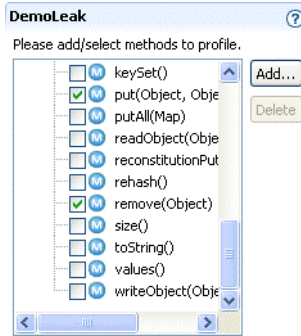 DemoLeak
?
Please add/select methods to profile.
M keySet()
M put(Object, Obje
M putAll(Map)
M readObject(Obje
M reconstitutionPut
M rehash()
M remove(Object)
M size()
M toString()
M values()
M writeObject(Obje
Add...
Delete